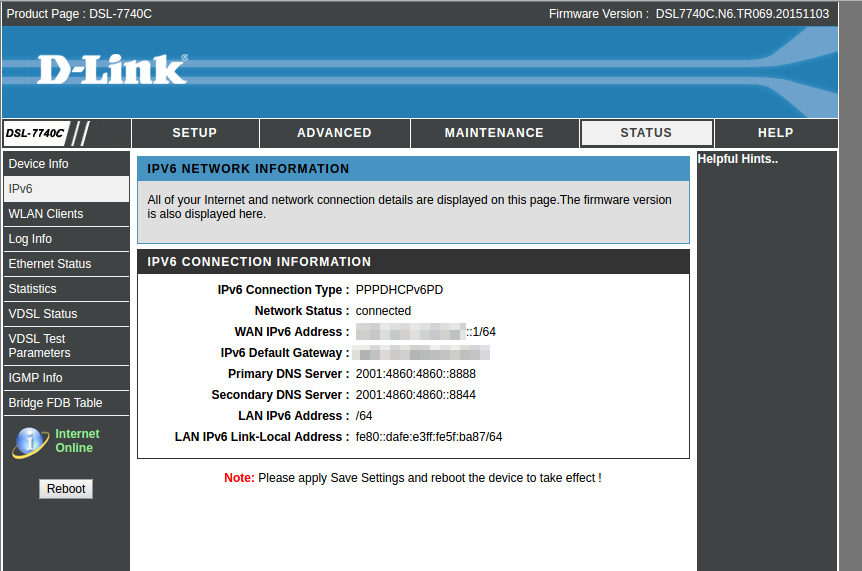 Product Page : DSL-7740C
Firmware Version : DSL7740C.N6.TR069.20151103
D-Link®
DSL-7740C
SETUP
ADVANCED
MAINTENANCE
STATUS
HELP
Device Info
IPv6
WLAN Clients
Log Info
Ethernet Status
Statistics
VDSL Status
VDSL Test
Parameters
IGMP Info
Bridge FDB Table
Internet
Online
Reboot
IPV6 NETWORK INFORMATION
All of your Internet and network connection details are displayed on this page.The firmware version
is also displayed here.
IPV6 CONNECTION INFORMATION
IPv6 Connection Type : PPPDHCPv6PD
Network Status : connected
WAN IPv6 Address : ::1/64
IPv6 Default Gateway :
Primary DNS Server : 2001:4860:4860::8888
Secondary DNS Server : 2001:4860:4860::8844
LAN IPv6 Address : /64
LAN IPv6 Link-Local Address : fe80::dafe:e3ff:fe5f:ba87/64
Note: Please apply Save Settings and reboot the device to take effect !
Helpful Hints..